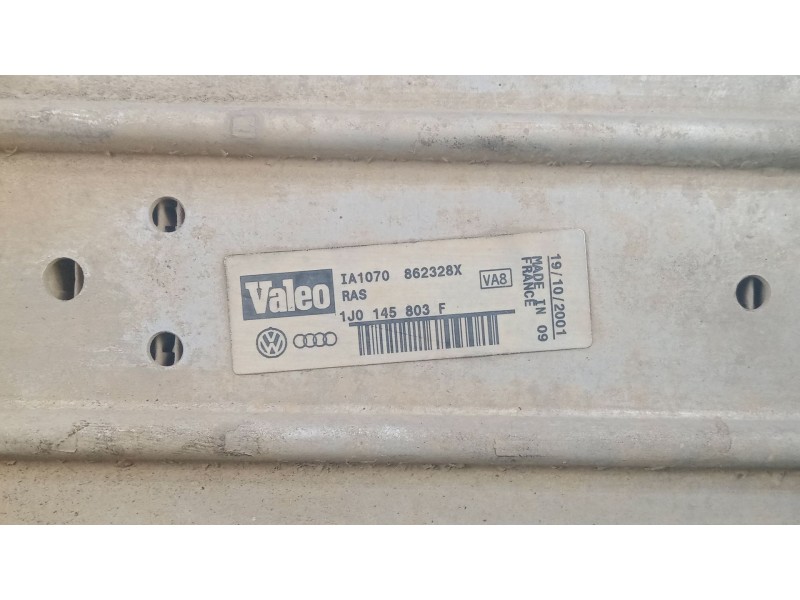 Valeo
IA1070 862328X
RAS
VA8
1J0 145 803 F
19/10/2001
MADE IN 09
FRANCE